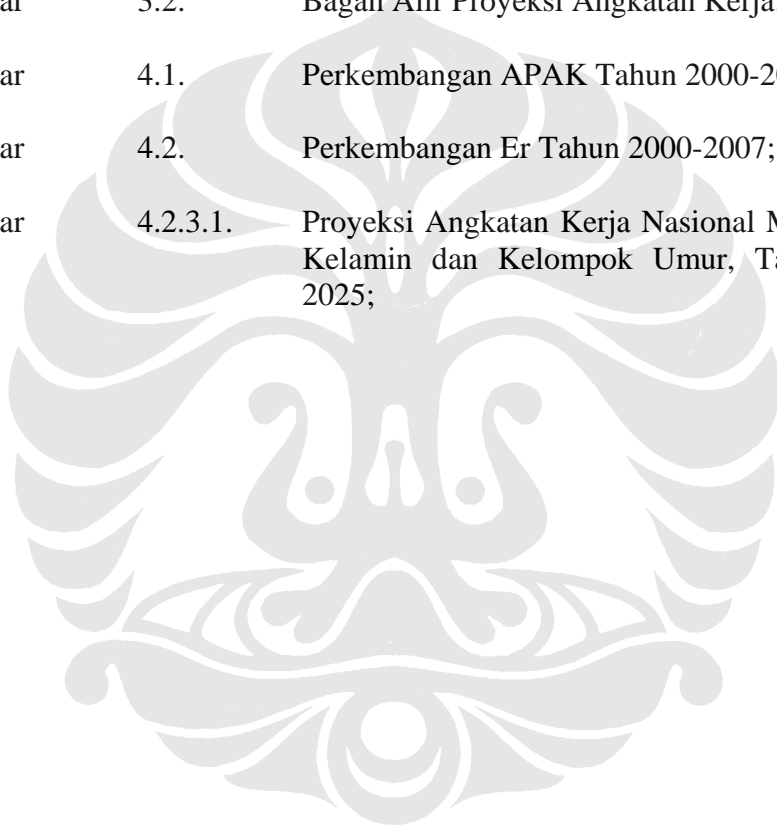 ar 3.2. Bagan Alir Proyeksi Angkatan Kerja
ar 4.1. Perkembangan APAK Tahun 2000-20
ar 4.2. Perkembangan Er Tahun 2000-2007;
ar 4.2.3.1. Proyeksi Angkatan Kerja Nasional M
Kelamin dan Kelompok Umur, Ta
2025;